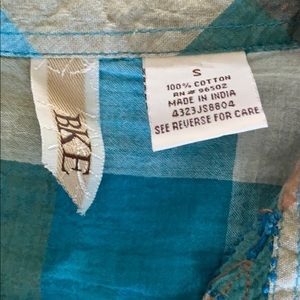 BKE
S
100% COTTON
RN# 96502
MADE IN INDIA
4323JS8804
SEE REVERSE FOR CARE